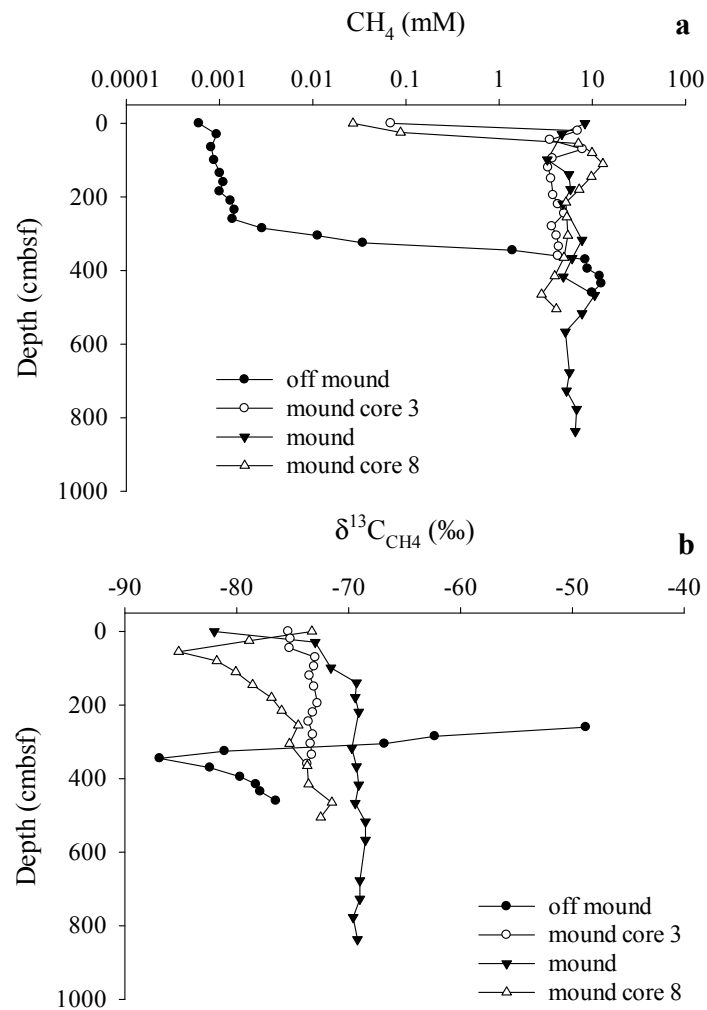 CH4 (mM)
a
0.0001 0.001 0.01 0.1 1 10 100
0
200
400
600
800
1000
Depth (cmbsf)
off mound
mound core 3
mound
mound core 8
δ13CCH4 (‰)
b
-90 -80 -70 -60 -50 -40
0
200
400
600
800
1000
Depth (cmbsf)
off mound
mound core 3
mound
mound core 8